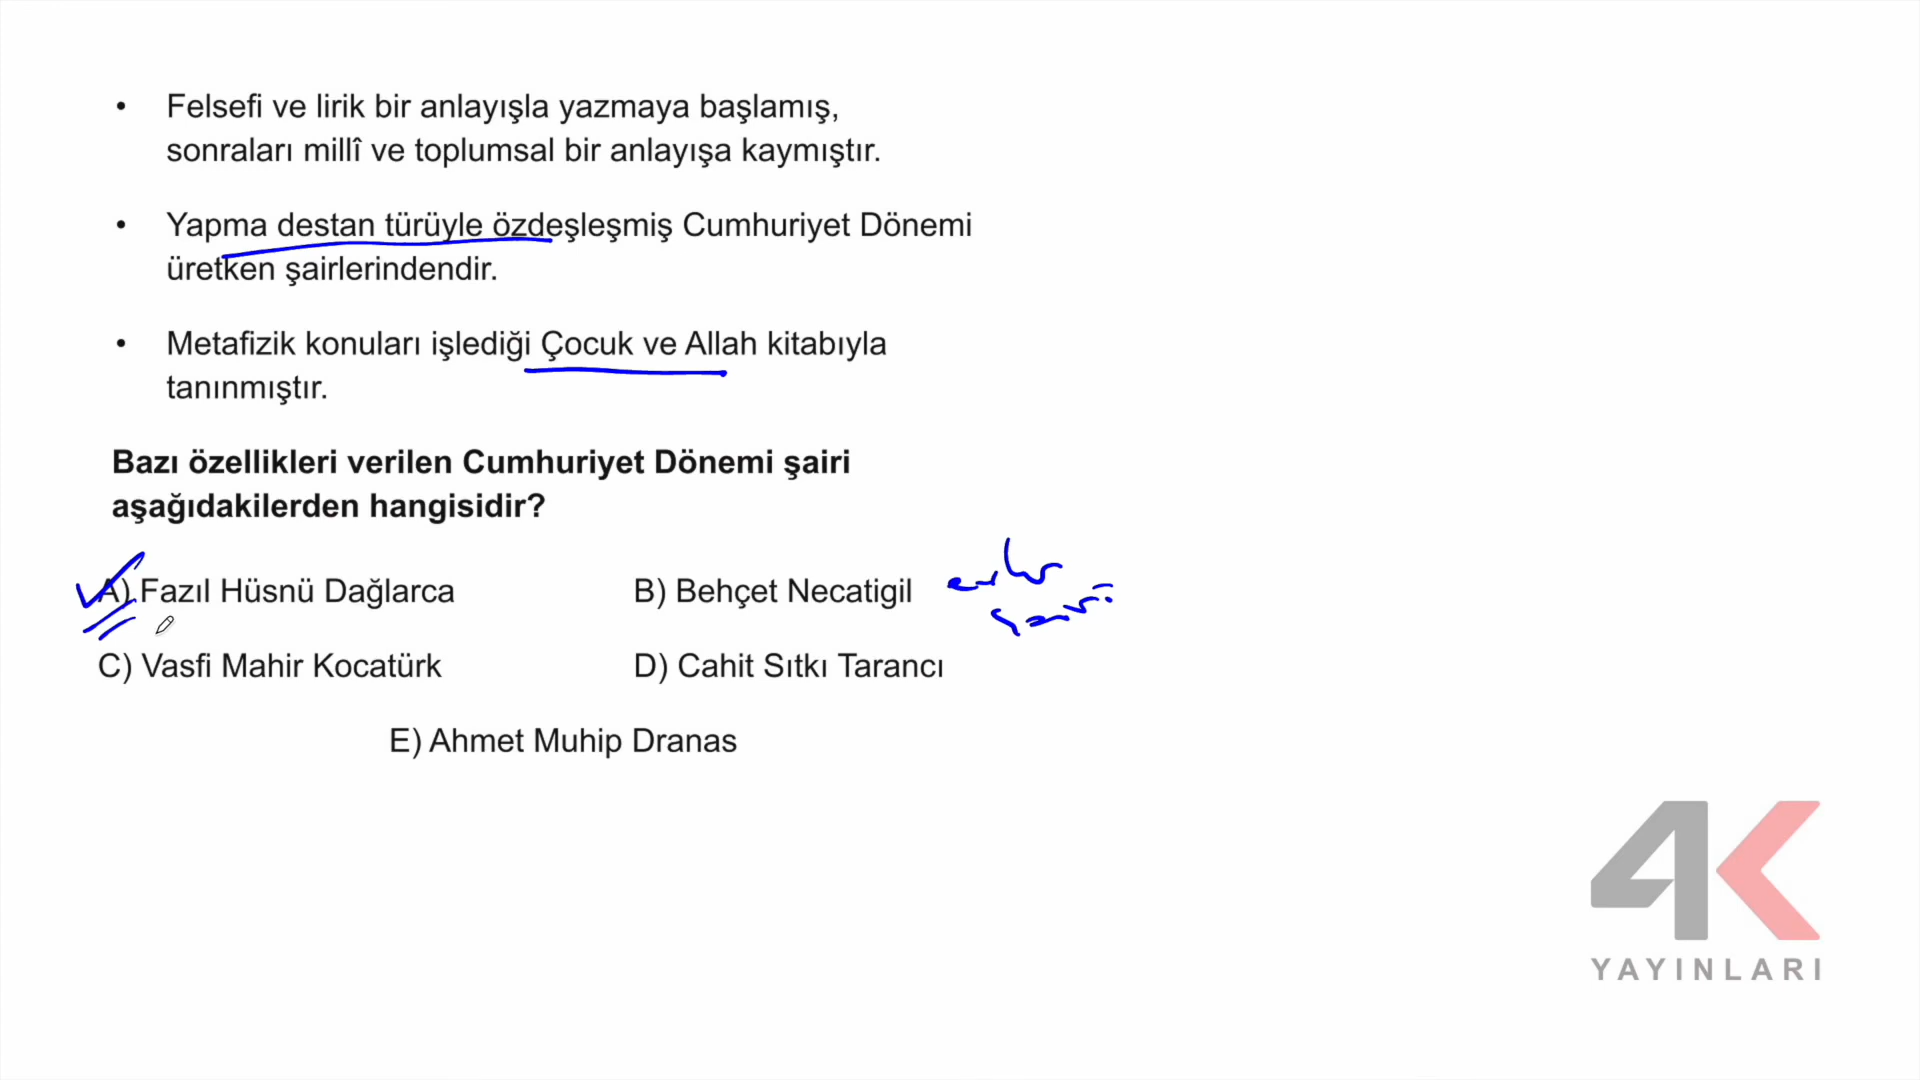 • Felsefi ve lirik bir anlayışla yazmaya başlamış,
sonraları millî ve toplumsal bir anlayışa kaymıştır.
• Yapma destan türüyle özdeşleşmiş Cumhuriyet Dönemi
üretken şairlerindendir.
• Metafizik konuları işlediği Çocuk ve Allah kitabıyla
tanınmıştır.
Bazı özellikleri verilen Cumhuriyet Dönemi şairi
aşağıdakilerden hangisidir?
A) Fazıl Hüsnü Dağlarca B) Behçet Necatigil
C) Vasfi Mahir Kocatürk D) Cahit Sıtkı Tarancı
E) Ahmet Muhip Dranas
4K
YAYINLARI